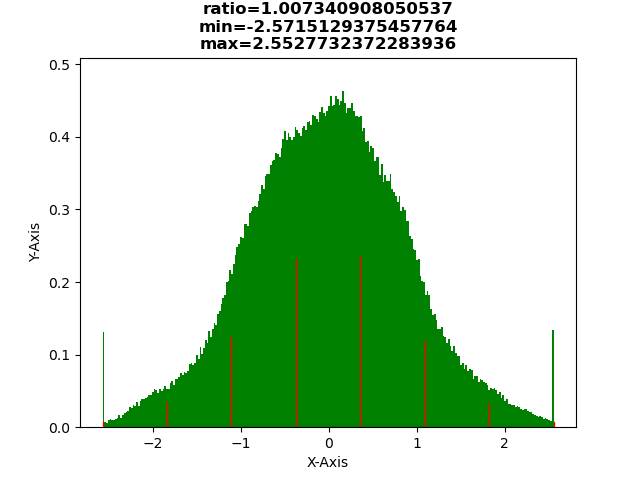 ratio=1.007340908050537
min=-2.5715129375457764
max=2.5527732372283936
0.5
0.4
0.3
0.2
0.1
0.0
Y-Axis
−2
−1
0
1
2
X-Axis